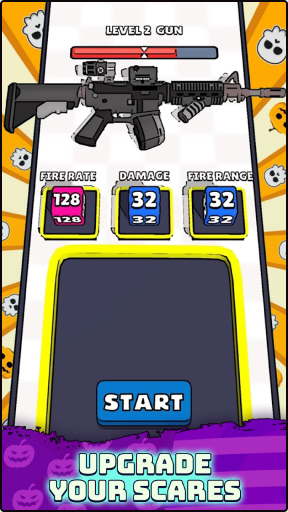 LEVEL 2 GUN
FIRE RATE DAMAGE FIRE RANGE
128 32 32
128 32 32
START
UPGRADE
YOUR SCARES